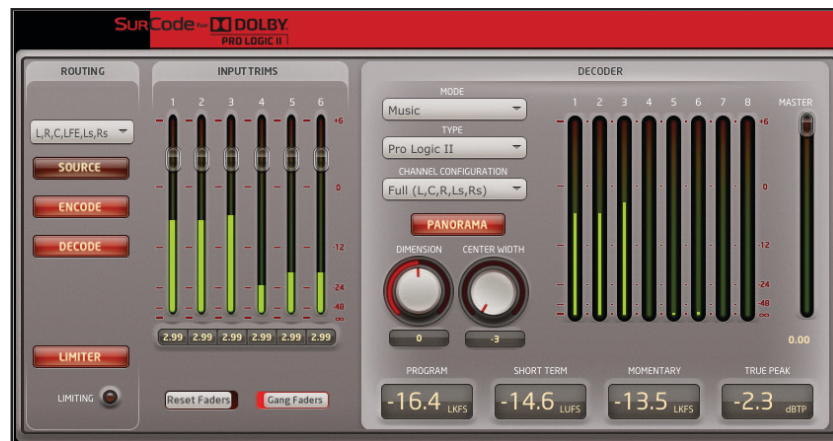 SURCODE for DOLBY
PRO LOGIC II
ROUTING
L,R,C,LFE,Ls,Rs
SOURCE
ENCODE
DECODE
LIMITER
LIMITING
INPUT TRIMS
1 2 3 4 5 6
+6
0
-12
-24
-48
∞
2.99 2.99 2.99 2.99 2.99 2.99
Reset Faders
Gang Faders
DECODER
MODE
Music
TYPE
Pro Logic II
CHANNEL CONFIGURATION
Full (L,C,R,Ls,Rs)
PANORAMA
DIMENSION CENTER WIDTH
0 -3
1 2 3 4 5 6 7 8
MASTER
+6
0
-12
-24
-48
∞
0.00
PROGRAM
-16.4 LKFS
SHORT TERM
-14.6 LUFS
MOMENTARY
-13.5 LKFS
TRUE PEAK
-2.3 dBTP